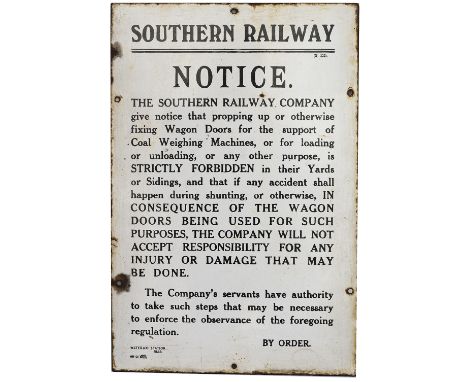 SOUTHERN RAILWAY
NOTICE.
THE SOUTHERN RAILWAY COMPANY
give notice that propping up or otherwise
fixing Wagon Doors for the support of
Coal Weighing Machines, or for loading
or unloading, or any other purpose, is
STRICTLY FORBIDDEN in their Yards
or Sidings, and that if any accident shall
happen during shunting, or otherwise, IN
CONSEQUENCE OF THE WAGON
DOORS BEING USED FOR SUCH
PURPOSES, THE COMPANY WILL NOT
ACCEPT RESPONSIBILITY FOR ANY
INJURY OR DAMAGE THAT MAY
BE DONE.
The Company's servants have authority
to take such steps that may be necessary
to enforce the observance of the foregoing
regulation.
BY ORDER.
WATERLOO STATION,